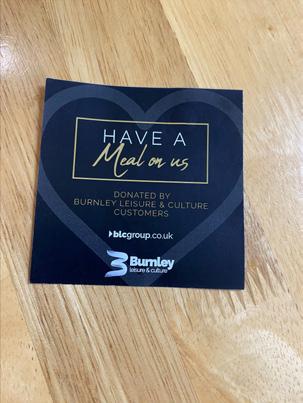 HAVE A
Meal on us
DONATED BY
BURNLEY LEISURE & CULTURE
CUSTOMERS
blcgroup.co.uk
Burnley
leisure & culture